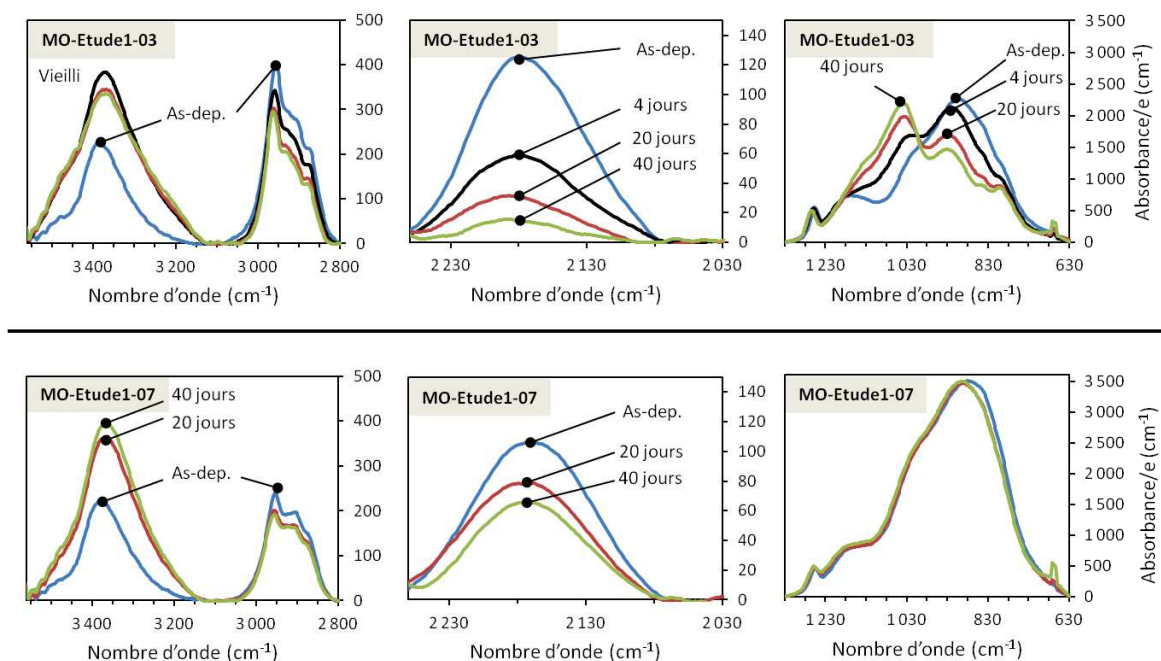 MO-Etude1-03
Vieilli
As-dep.
500
400
300
200
100
0
3 400
3 200
3 000
2 800
Nombre d'onde (cm-1)
MO-Etude1-03
As-dep.
4 jours
20 jours
40 jours
140
120
100
80
60
40
20
0
2 230
2 130
2 030
Nombre d'onde (cm-1)
MO-Etude1-03
40 jours
As-dep.
4 jours
20 jours
3 500
3 000
2 500
2 000
1 500
1 000
500
0
Absorbance/e (cm-1)
1 230
1 030
830
630
Nombre d'onde (cm-1)
MO-Etude1-07
40 jours
20 jours
As-dep.
500
400
300
200
100
0
3 400
3 200
3 000
2 800
Nombre d'onde (cm-1)
MO-Etude1-07
As-dep.
20 jours
40 jours
140
120
100
80
60
40
20
0
2 230
2 130
2 030
Nombre d'onde (cm-1)
MO-Etude1-07
3 500
3 000
2 500
2 000
1 500
1 000
500
0
Absorbance/e (cm-1)
1 230
1 030
830
630
Nombre d'onde (cm-1)